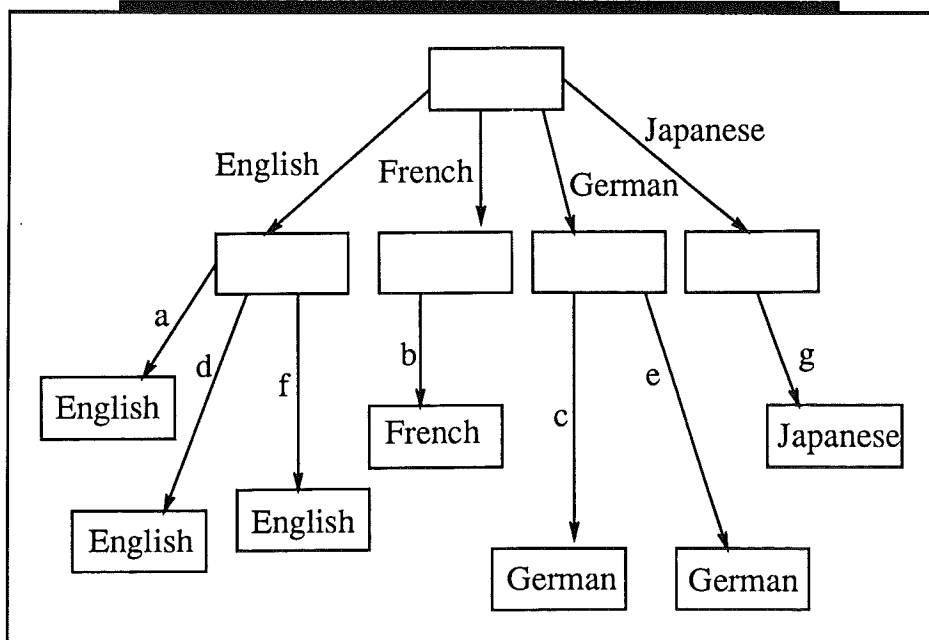 Japanese
English
French
German
a
d
f
b
c
e
g
English
French
Japanese
English
English
German
German